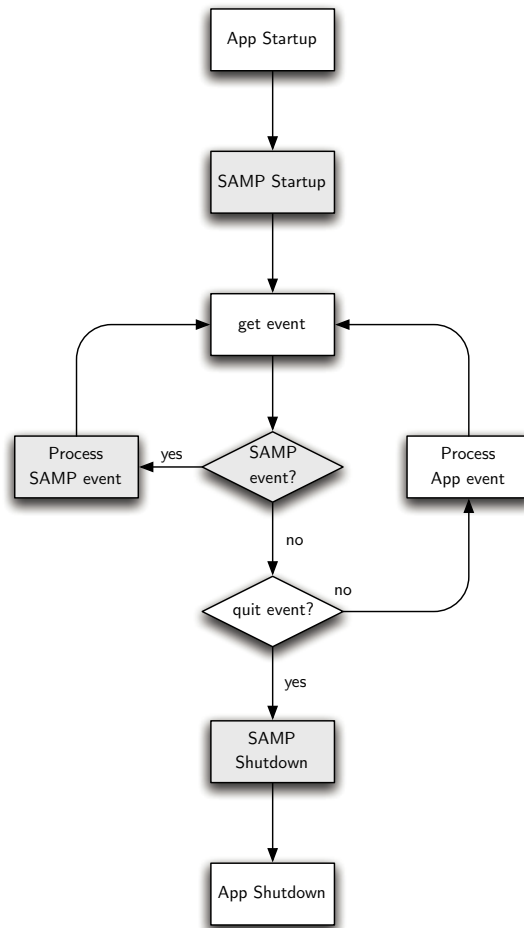 App Startup
SAMP Startup
get event
Process
SAMP event
yes
SAMP
event?
Process
App event
no
quit event?
no
yes
SAMP
Shutdown
App Shutdown